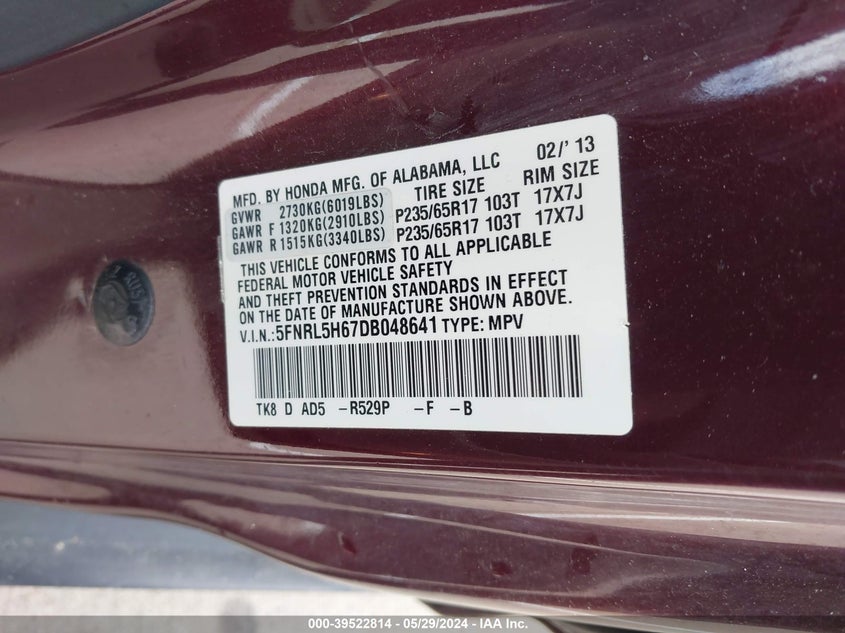 MFD. BY HONDA MFG. OF ALABAMA, LLC 02/' 13
TIRE SIZE RIM SIZE
GVWR 2730KG(6019LBS)
GAWR F 1320KG(2910LBS) P235/65R17 103T 17X7J
GAWR R 1515KG(3340LBS) P235/65R17 103T 17X7J
THIS VEHICLE CONFORMS TO ALL APPLICABLE
FEDERAL MOTOR VEHICLE SAFETY
AND THEFT PREVENTION STANDARDS IN EFFECT
ON THE DATE OF MANUFACTURE SHOWN ABOVE.
V.I.N.:5FNRL5H67DB048641 TYPE: MPV
TK8 D AD5 -R529P -F -B
000-39522814 / 05/29/2024 - IAA Inc.